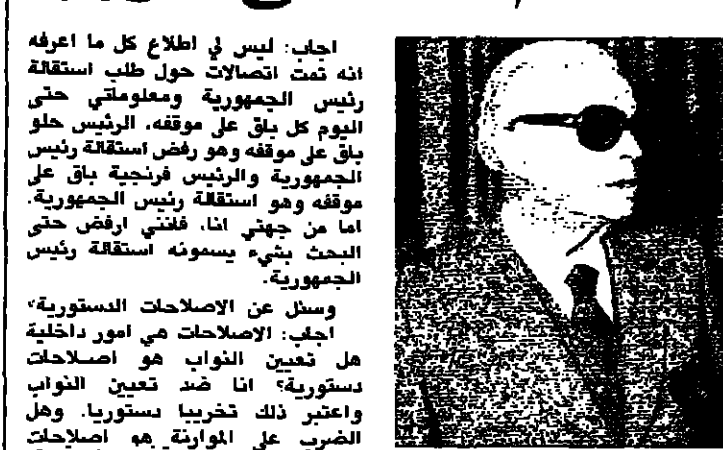 اجاب: ليس لي اطلاع كل ما اعرفه
انه تمت اتصالات حول طلب استقالة
رئيس الجمهورية ومعلوماتي حتى
اليوم كل باق على موقفه. الرئيس حلو
باق على موقفه وهو رفض استقالة رئيس
الجمهورية والرئيس فرنجية باق على
موقفه وهو استقالة رئيس الجمهورية.
اما من جهتي انا، فانني ارفض حتى
البحث بشيء يسمونه استقالة رئيس
الجمهورية.
وسئل عن الاصلاحات الدستورية؟
اجاب: الاصلاحات هي امور داخلية
هل تعيين النواب هو اصلاحات
دستورية؟ انا ضد تعيين النواب
واعتبر ذلك تخريبا دستوريا. وهل
الضرب على الموارنة هو اصلاحات